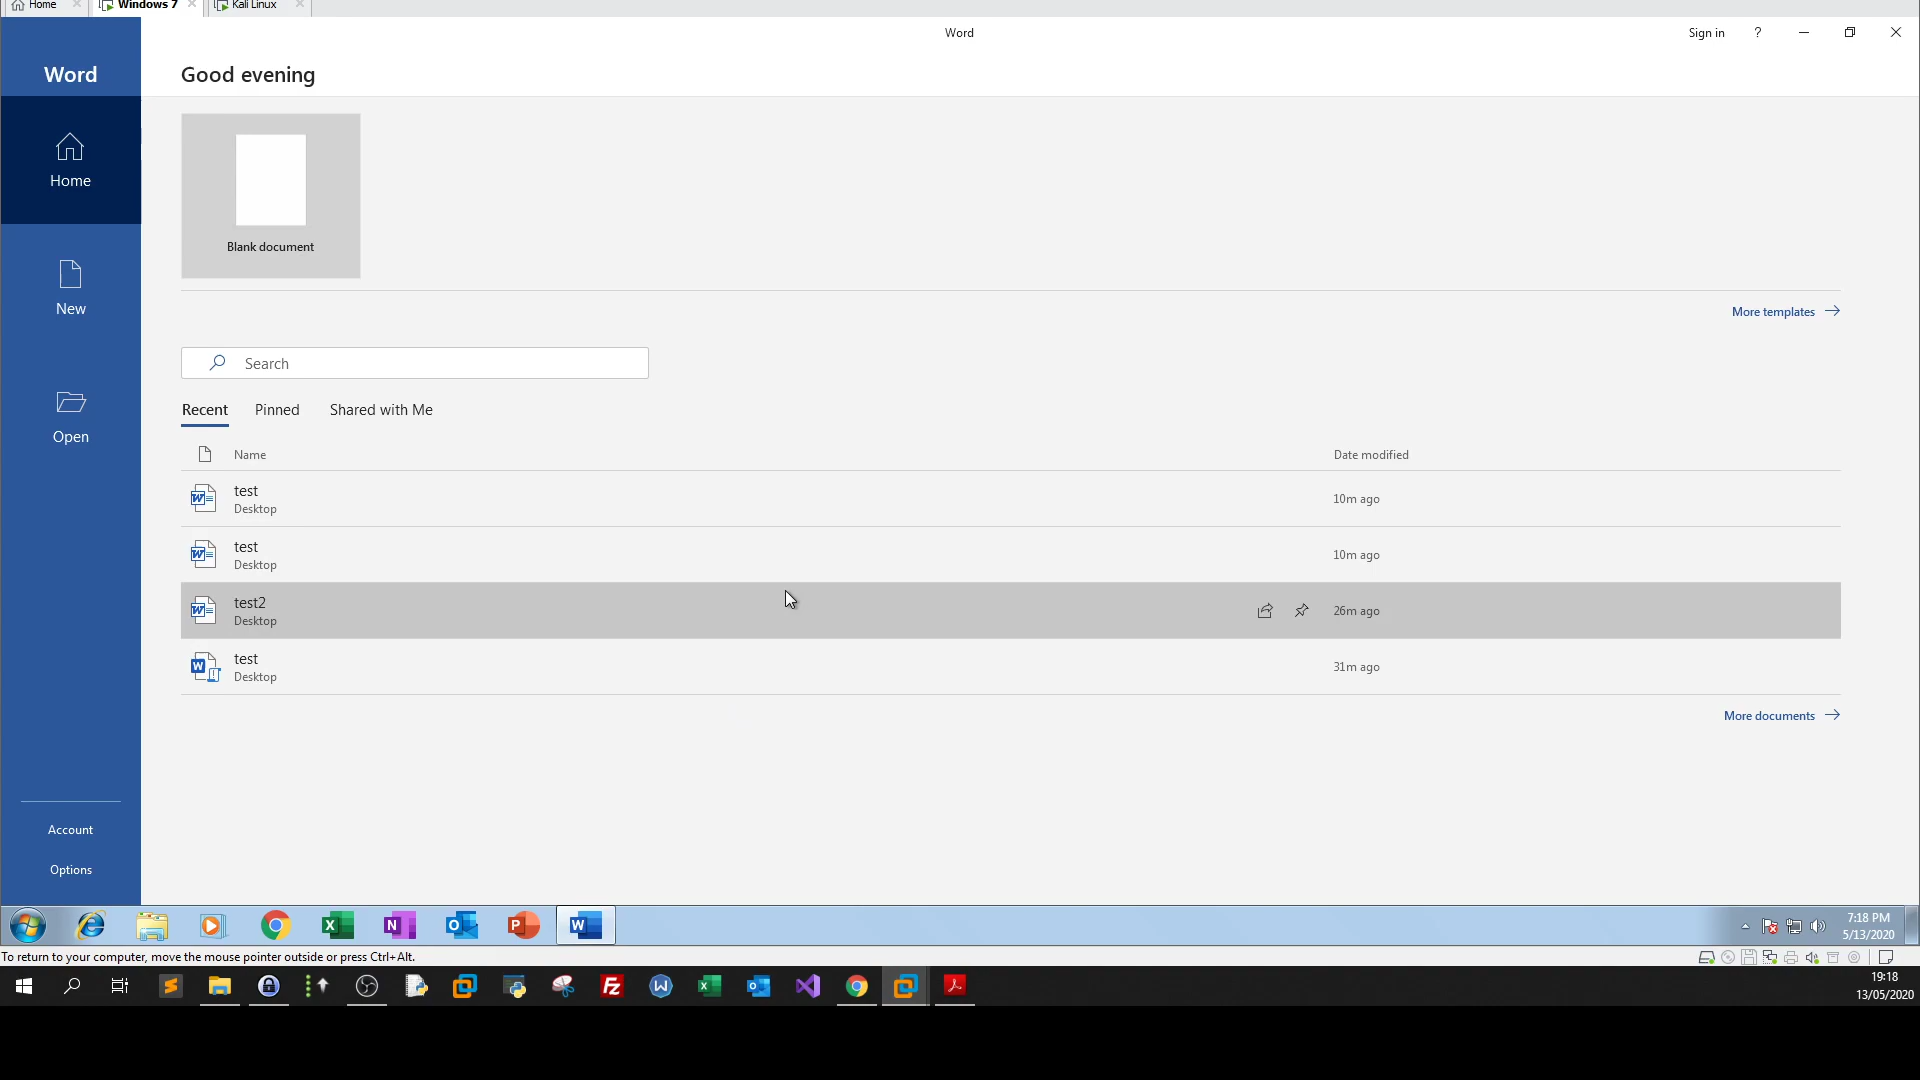 Home
Windows 7
Kali Linux
Word
Sign in
?
Word
Good evening
Home
Blank document
New
More templates
Search
Open
Recent
Pinned
Shared with Me
Name
Date modified
test
Desktop
10m ago
test
Desktop
10m ago
test2
Desktop
26m ago
test
Desktop
31m ago
More documents
Account
Options
7:18 PM
5/13/2020
To return to your computer, move the mouse pointer outside or press Ctrl+Alt.
19:18
13/05/2020